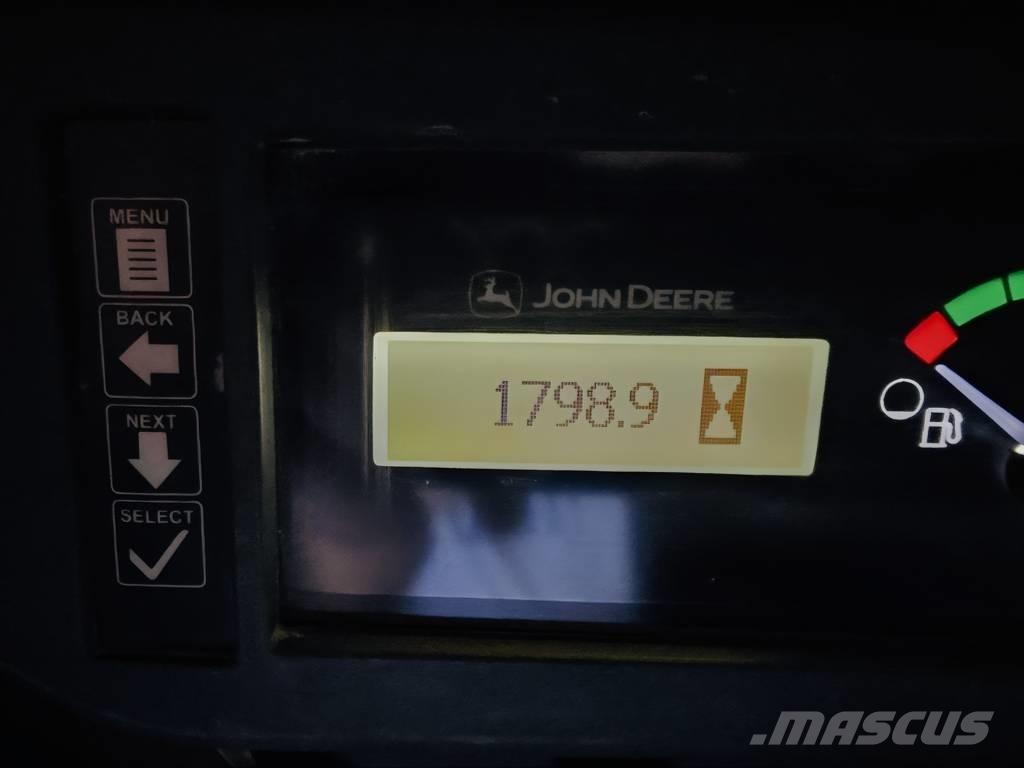 MENU
BACK
NEXT
SELECT
JOHN DEERE
1798.9
.MASCUS